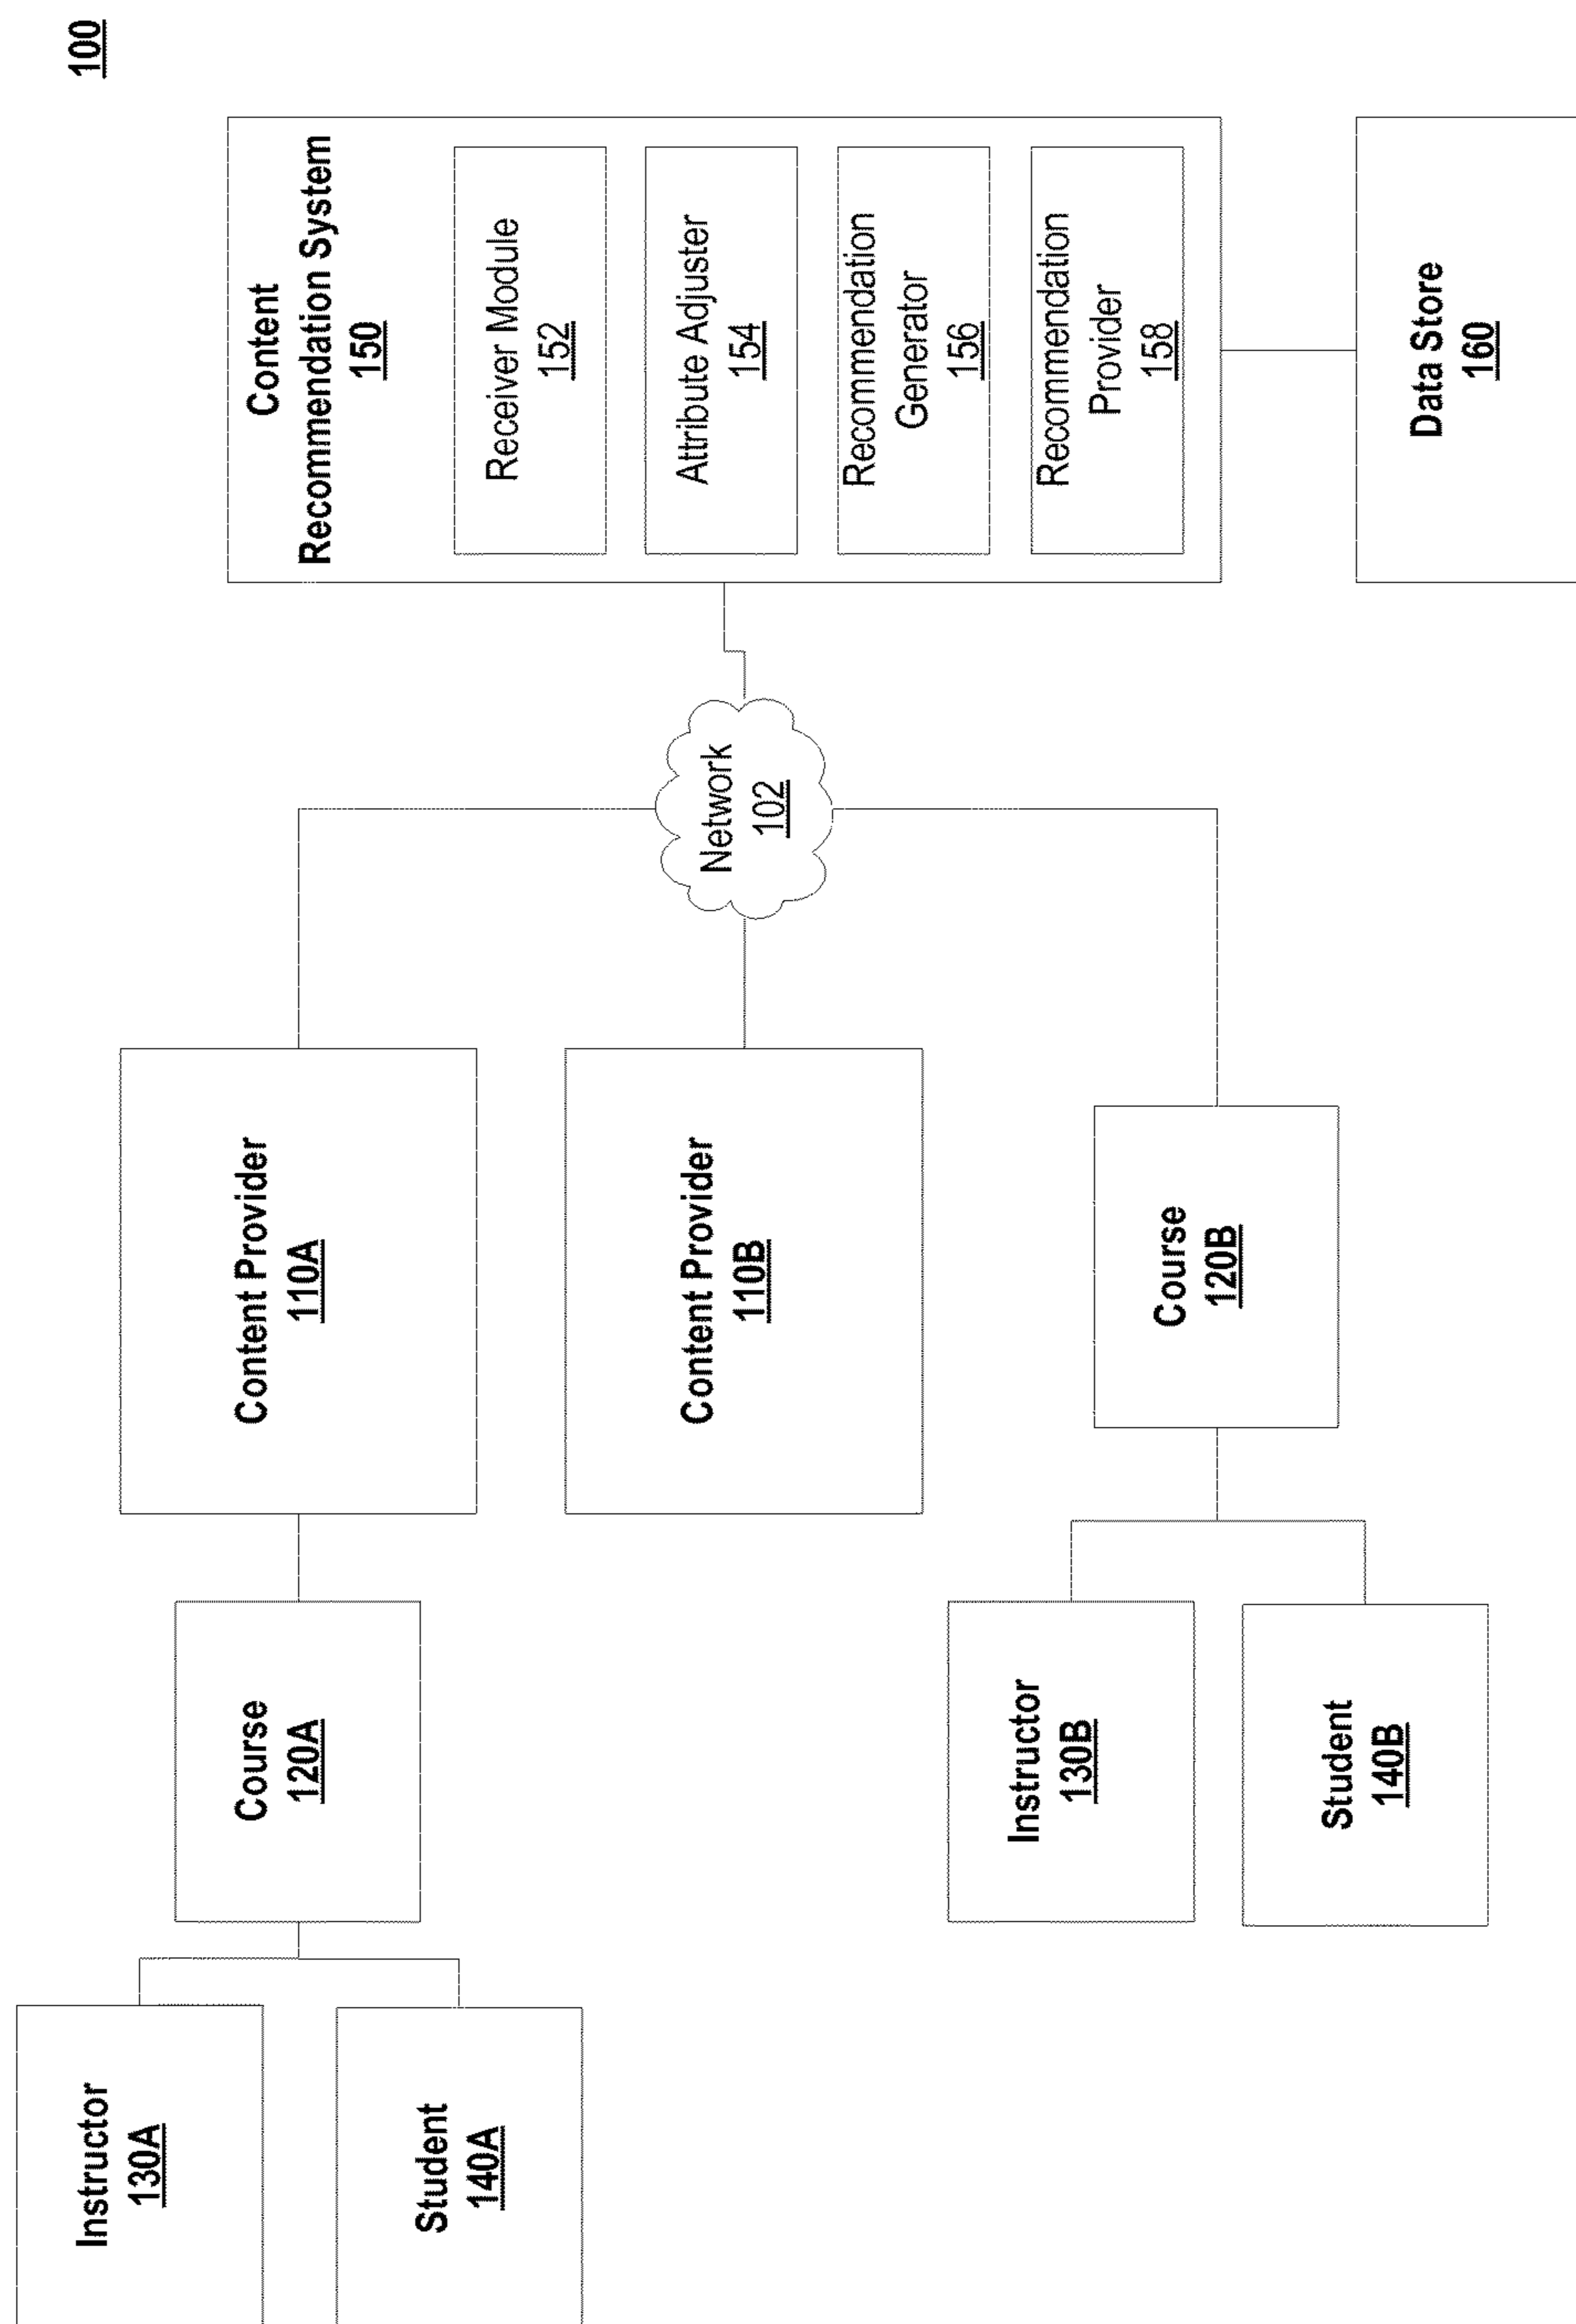 100
Content
Recommendation System
150
Receiver Module
152
Attribute Adjuster
154
Recommendation
Generator
156
Recommendation
Provider
158
Data Store
160
Network
102
Content Provider
110A
Content Provider
110B
Course
120B
Course
120A
Instructor
130B
Student
140B
Instructor
130A
Student
140A